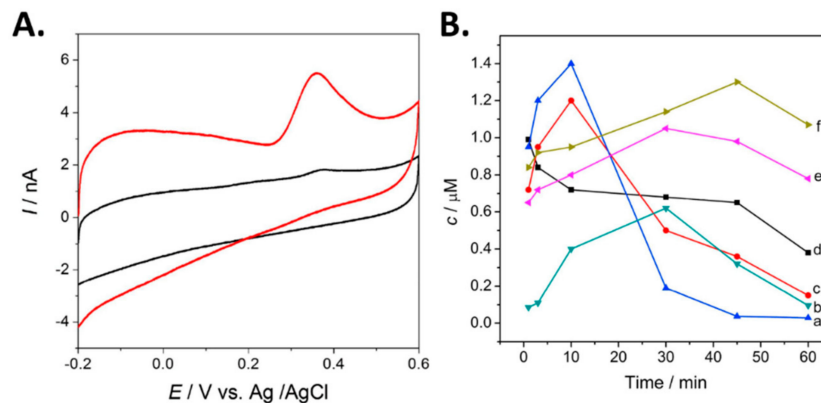 A.
I / nA
6
4
2
0
-2
-4
-0.2 0.0 0.2 0.4 0.6
E / V vs. Ag /AgCl
B.
c / μM
1.4
1.2
1.0
0.8
0.6
0.4
0.2
0.0
0 10 20 30 40 50 60
Time / min
f
e
d
c
b
a